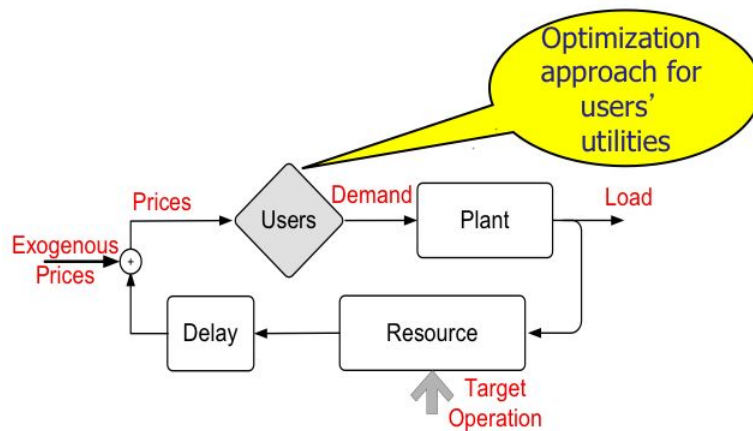 Optimization
approach for
users'
utilities
Prices
Users
Demand
Plant
Load
Exogenous
Prices
+
Delay
Resource
Target
Operation